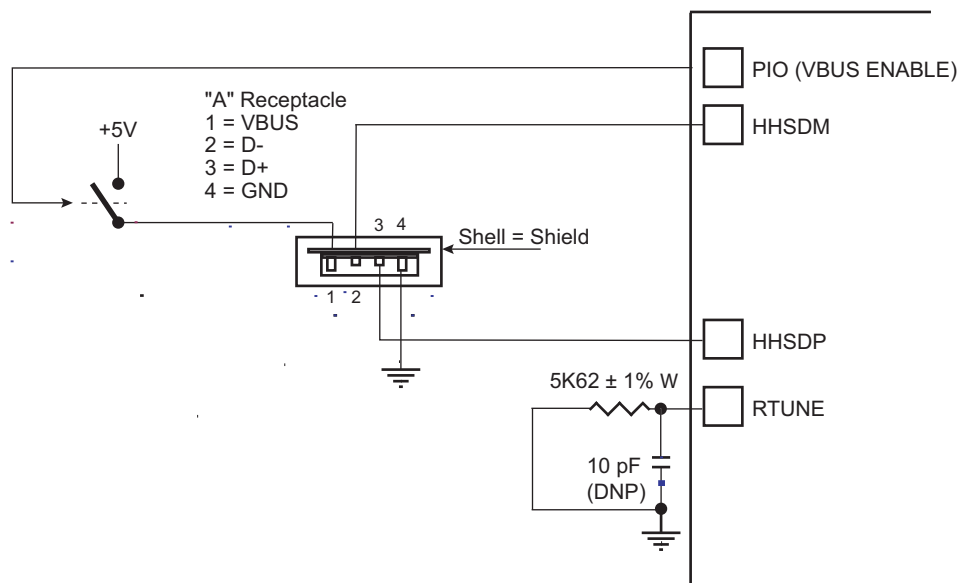 PIO (VBUS ENABLE)
"A" Receptacle
1 = VBUS
2 = D-
3 = D+
4 = GND
+5V
HHSDM
3 4
Shell = Shield
1 2
HHSDP
5K62 ± 1% W
RTUNE
10 pF
(DNP)